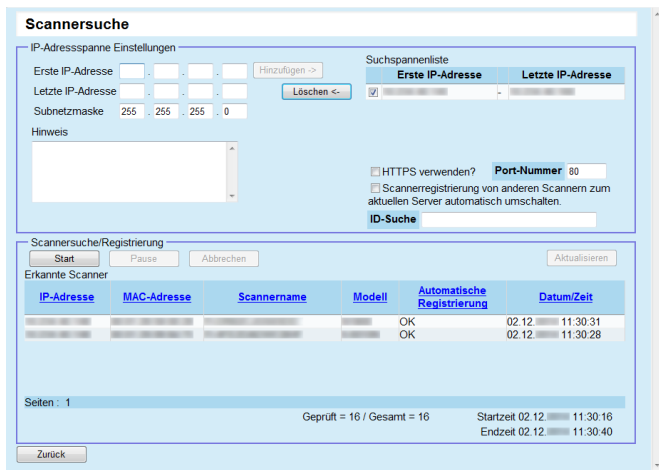 Scannersuche
IP-Adressspanne Einstellungen
Erste IP-Adresse . . . Hinzufügen ->
Letzte IP-Adresse . . . Löschen <-
Subnetzmaske 255 . 255 . 255 . 0
Hinweis
Suchspannenliste
Erste IP-Adresse Letzte IP-Adresse
-
HTTPS verwenden? Port-Nummer 80
Scannerregistrierung von anderen Scannern zum
aktuellen Server automatisch umschalten.
ID-Suche
Scannersuche/Registrierung
Start Pause Abbrechen Aktualisieren
Erkannte Scanner
IP-Adresse MAC-Adresse Scannername Modell Automatische Registrierung Datum/Zeit
OK 02.12. 11:30:31
OK 02.12. 11:30:28
Seiten : 1
Geprüft = 16 / Gesamt = 16 Startzeit 02.12. 11:30:16
Endzeit 02.12. 11:30:40
Zurück